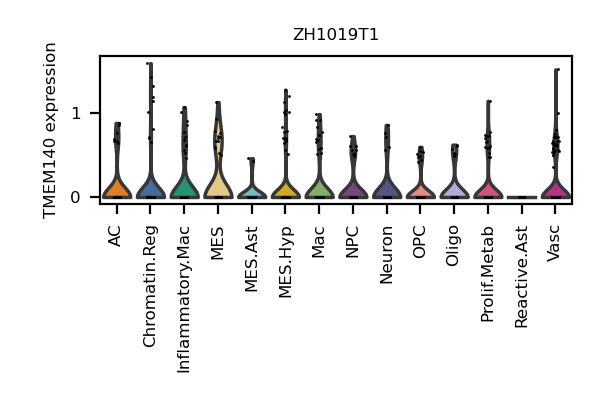 ZH1019T1
TMEM140 expression
1
0
AC
Chromatin.Reg
Inflammatory.Mac
MES
MES.Ast
MES.Hyp
Mac
NPC
Neuron
OPC
Oligo
Prolif.Metab
Reactive.Ast
Vasc